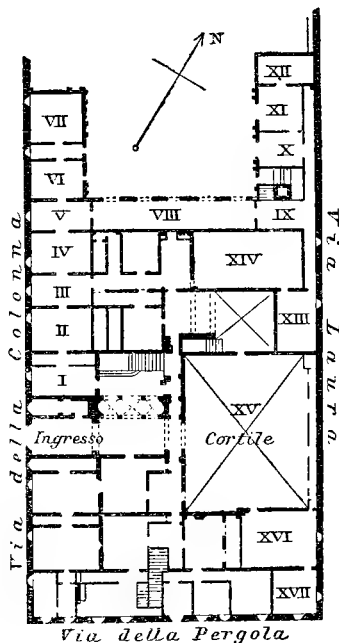 N
XII
XI
VII
X
VI
V
VIII
IX
IV
XIV
III
XIII
II
I
XV
Ingresso
Cortile
XVI
XVII
Via della Colonna
Via Laura
Via della Pergola